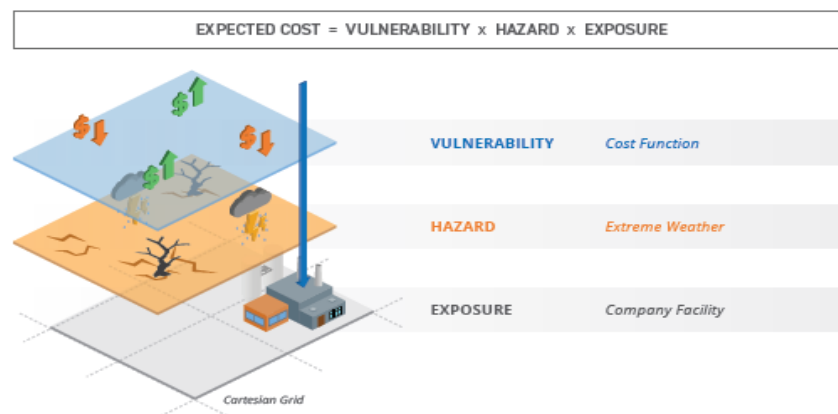 EXPECTED COST = VULNERABILITY x HAZARD x EXPOSURE
$ $ $ $
VULNERABILITY Cost Function
HAZARD Extreme Weather
EXPOSURE Company Facility
Cartesian Grid